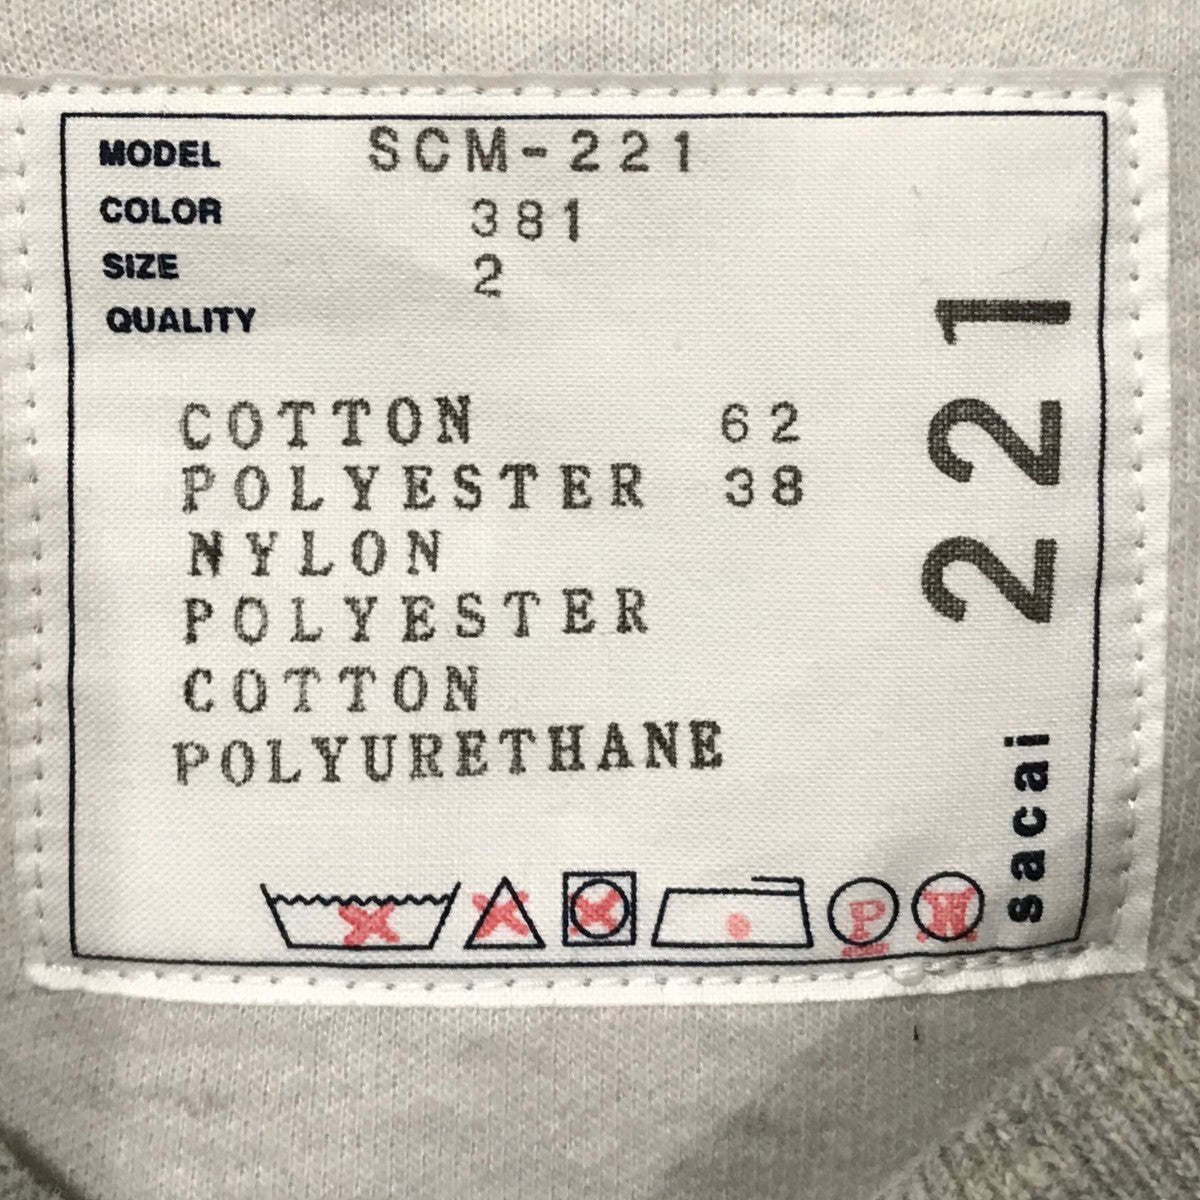 MODEL SCM-221
COLOR 381
SIZE 2
QUALITY
COTTON 62
POLYESTER 38
NYLON
POLYESTER
COTTON
POLYURETHANE
221
sacai
P
W